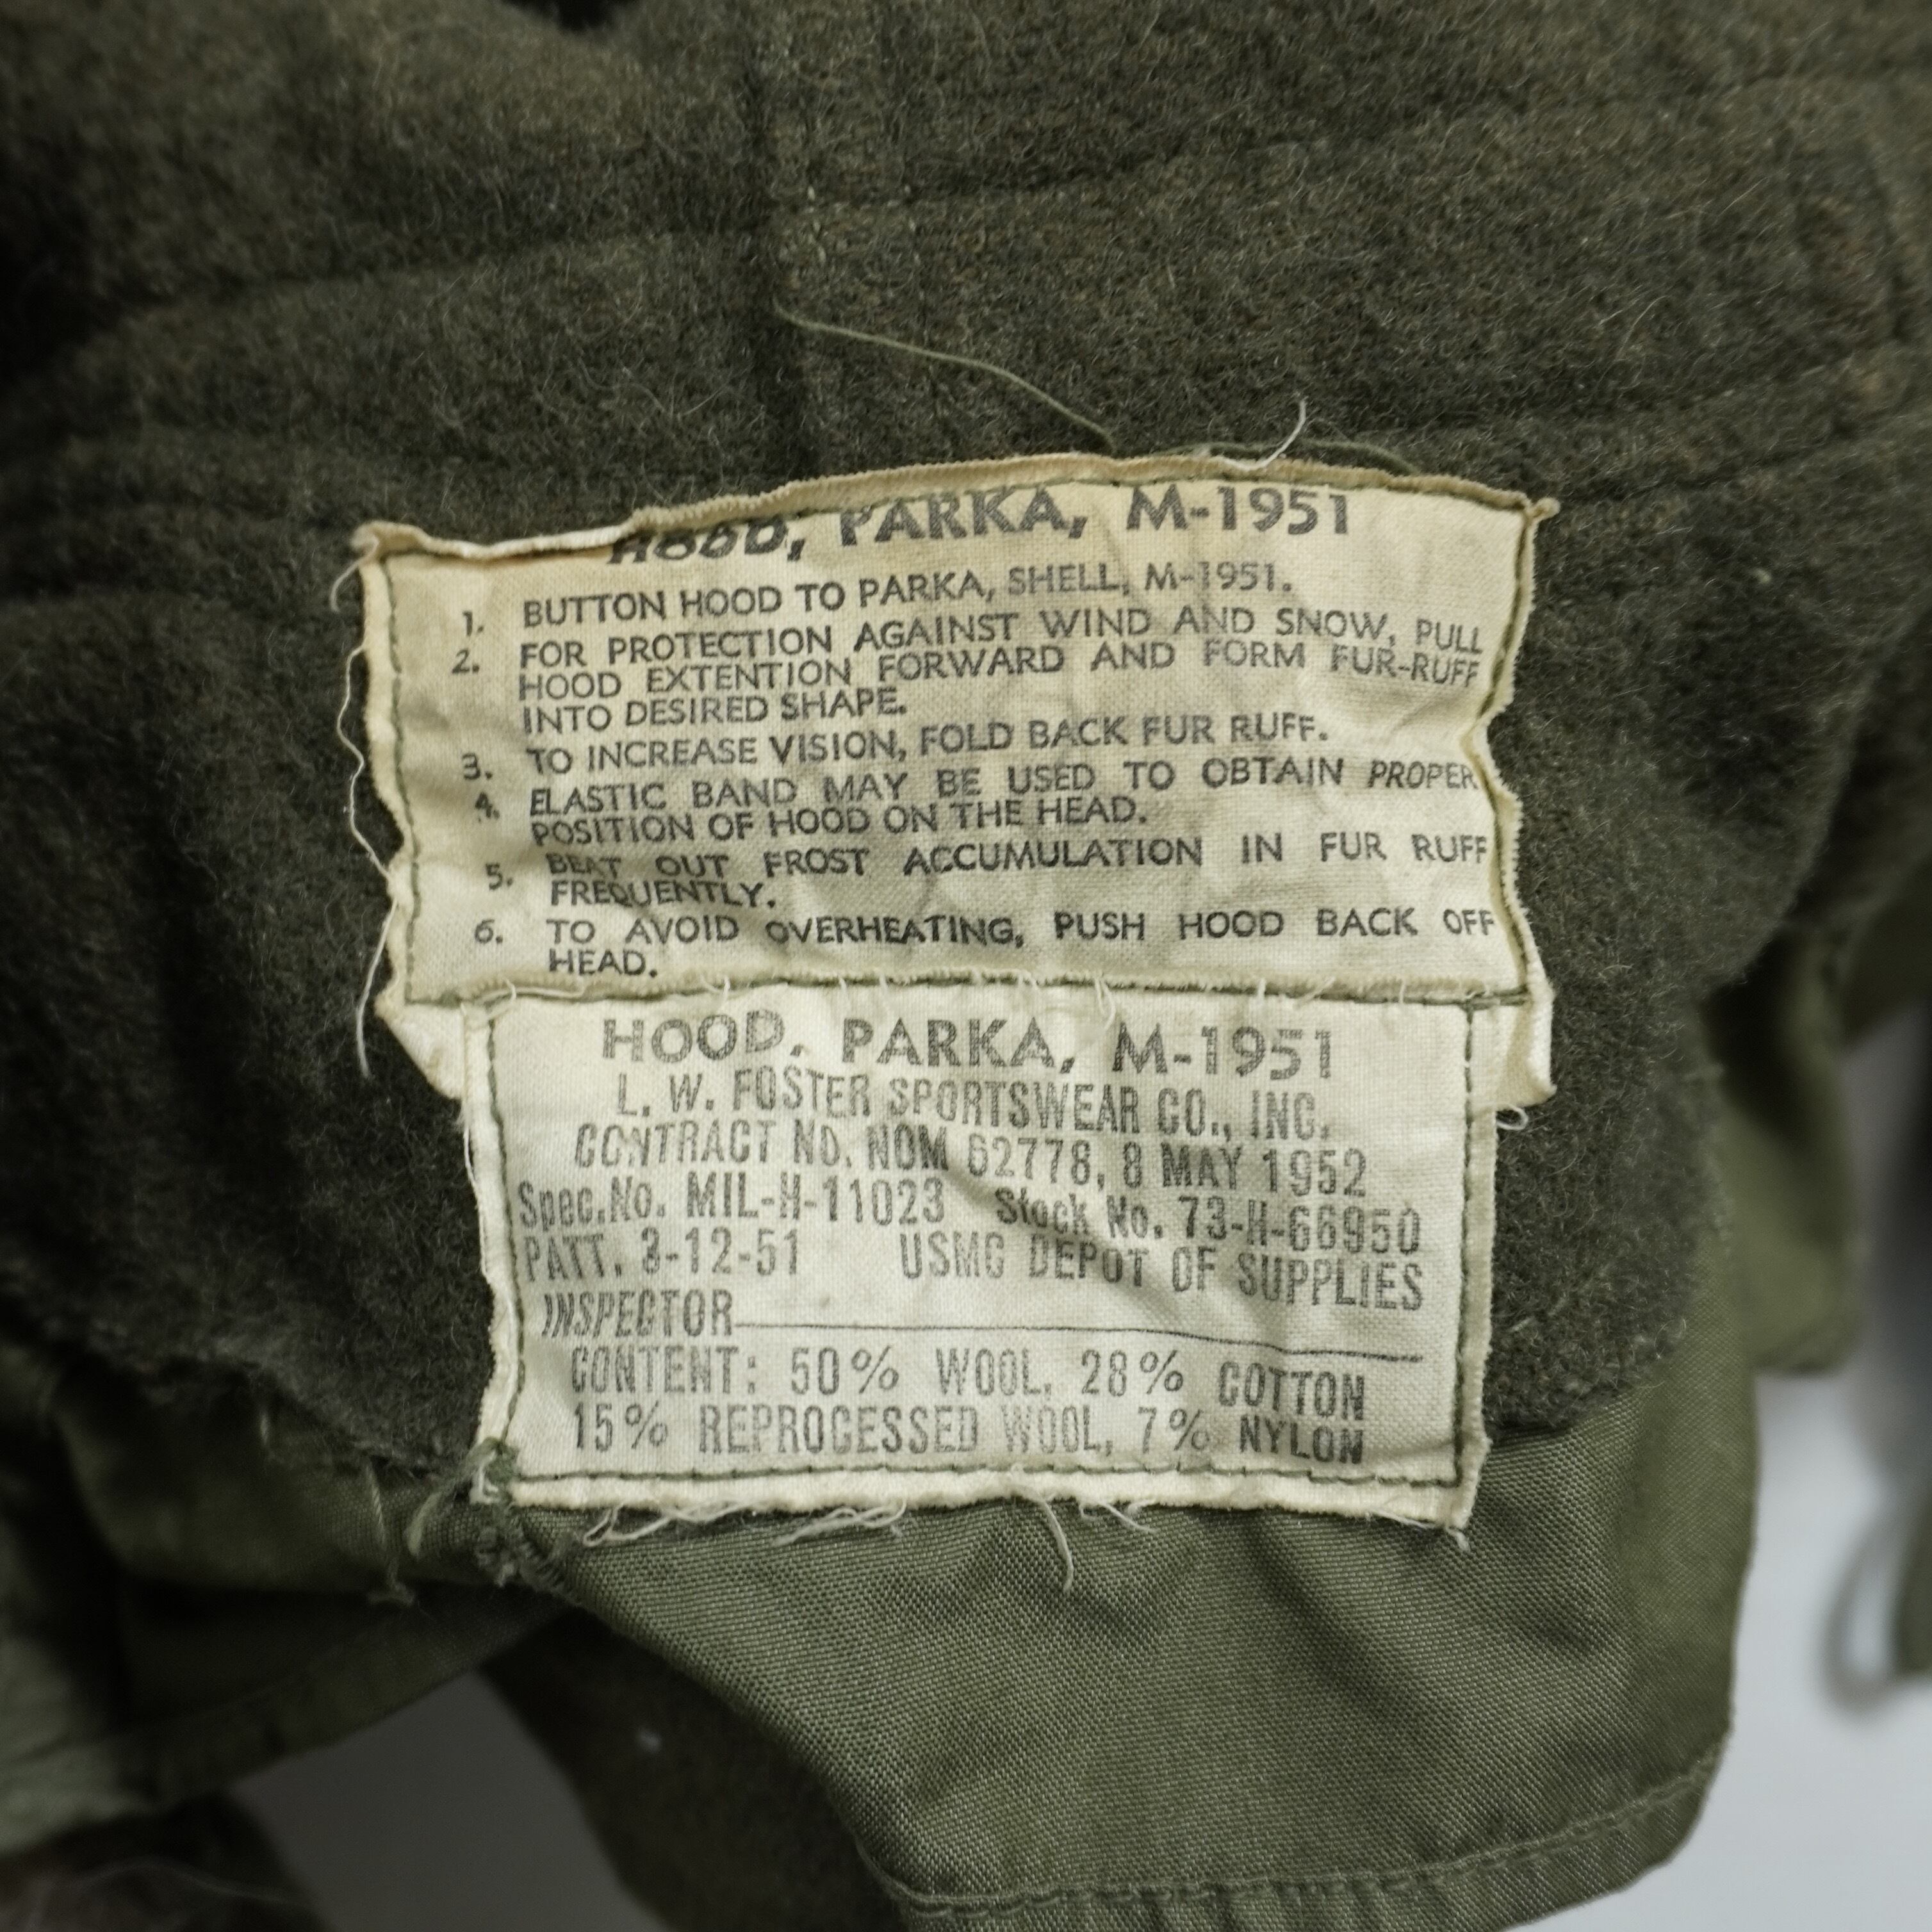 HOOD, PARKA, M-1951
1. BUTTON HOOD TO PARKA, SHELL, M-1951.
2. FOR PROTECTION AGAINST WIND AND SNOW, PULL
HOOD EXTENTION FORWARD AND FORM FUR-RUFF
INTO DESIRED SHAPE.
3. TO INCREASE VISION, FOLD BACK FUR RUFF.
4. ELASTIC BAND MAY BE USED TO OBTAIN PROPER
POSITION OF HOOD ON THE HEAD.
5. BEAT OUT FROST ACCUMULATION IN FUR RUFF
FREQUENTLY.
6. TO AVOID OVERHEATING, PUSH HOOD BACK OFF
HEAD.
HOOD, PARKA, M-1951
L. W. FOSTER SPORTSWEAR CO., INC.
CONTRACT NO. NOM 62778, 8 MAY 1952
Spec.No. MIL-H-11023 Stock No. 73-H-66950
PATT. 3-12-51 USMC DEPOT OF SUPPLIES
INSPECTOR
CONTENT: 50% WOOL, 28% COTTON
15% REPROCESSED WOOL, 7% NYLON